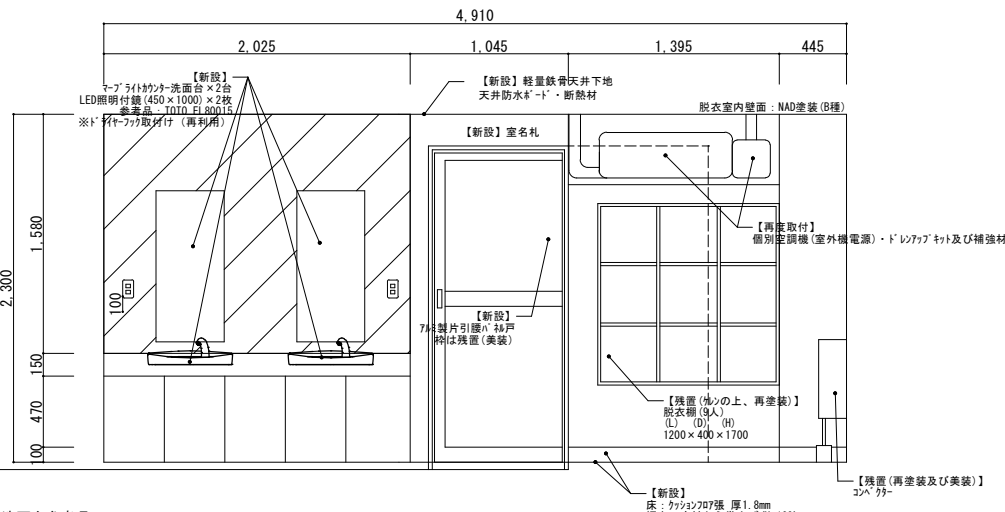 4,910
2,025
1,045
1,395
445
【新設】
マーブライトカウンター洗面台×2台
LED照明付鏡(450×1000)×2枚
参考品:TOTO EL80015
※ドライヤーフック取付け(再利用)
【新設】軽量鉄骨天井下地
天井防水ボード・断熱材
【新設】室名札
脱衣室内壁面:NAD塗装(B種)
【再度取付】
個別空調機(室外機電源)・ドレンアップキット及び補強材
2,300
1,580
150
470
100
100
【新設】
アルミ製片引腰パネル戸
枠は残置(美装)
【残置(ケレンの上、再塗装)】
脱衣棚(9人)
(L) (D) (H)
1200×400×1700
【残置(再塗装及び美装)】
コンベクター
【新設】
床:クッションフロア張 厚1.8mm